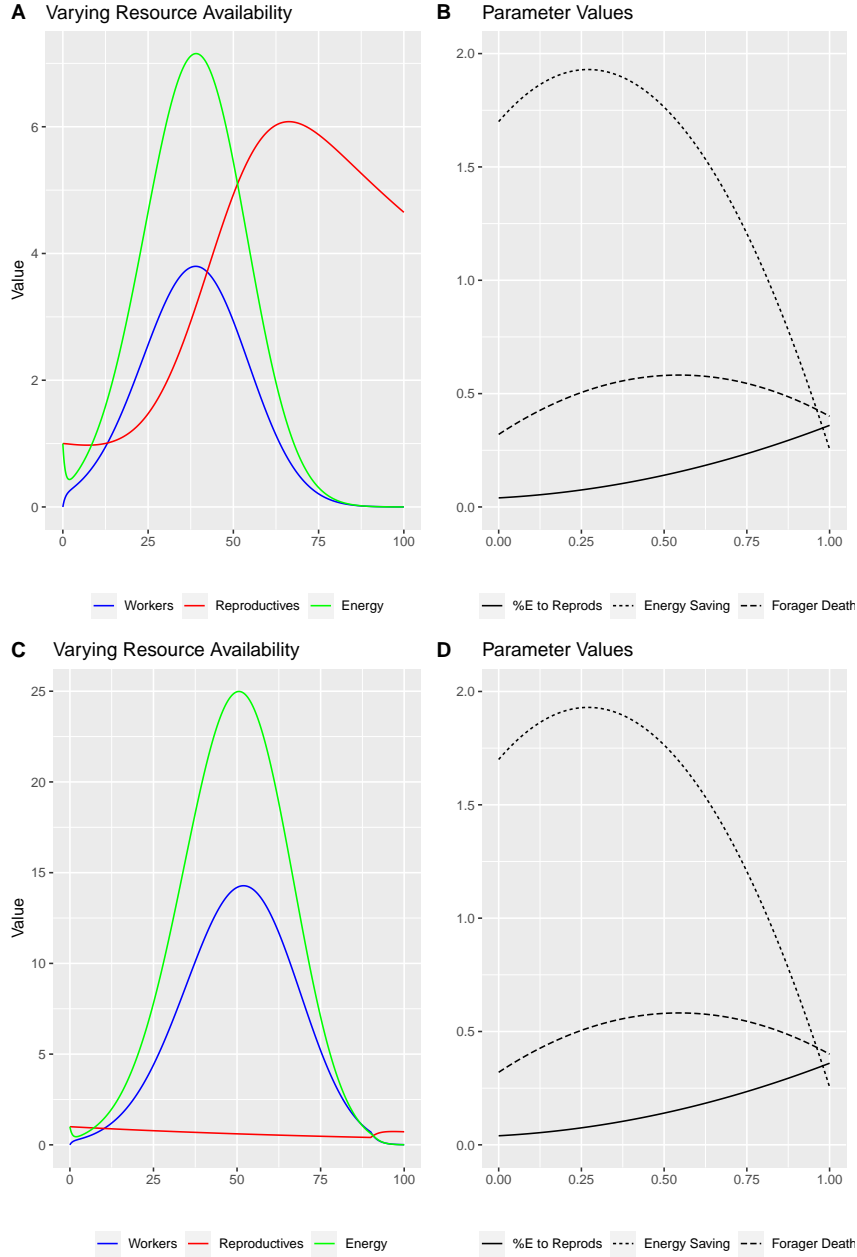 A Varying Resource Availability
B Parameter Values
Value
6
4
2
0
0 25 50 75 100
2.0
1.5
1.0
0.5
0.0
0.00 0.25 0.50 0.75 1.00
Workers Reproductives Energy
%E to Reprods Energy Saving Forager Death
C Varying Resource Availability
D Parameter Values
Value
25
20
15
10
5
0
0 25 50 75 100
2.0
1.5
1.0
0.5
0.0
0.00 0.25 0.50 0.75 1.00
Workers Reproductives Energy
%E to Reprods Energy Saving Forager Death